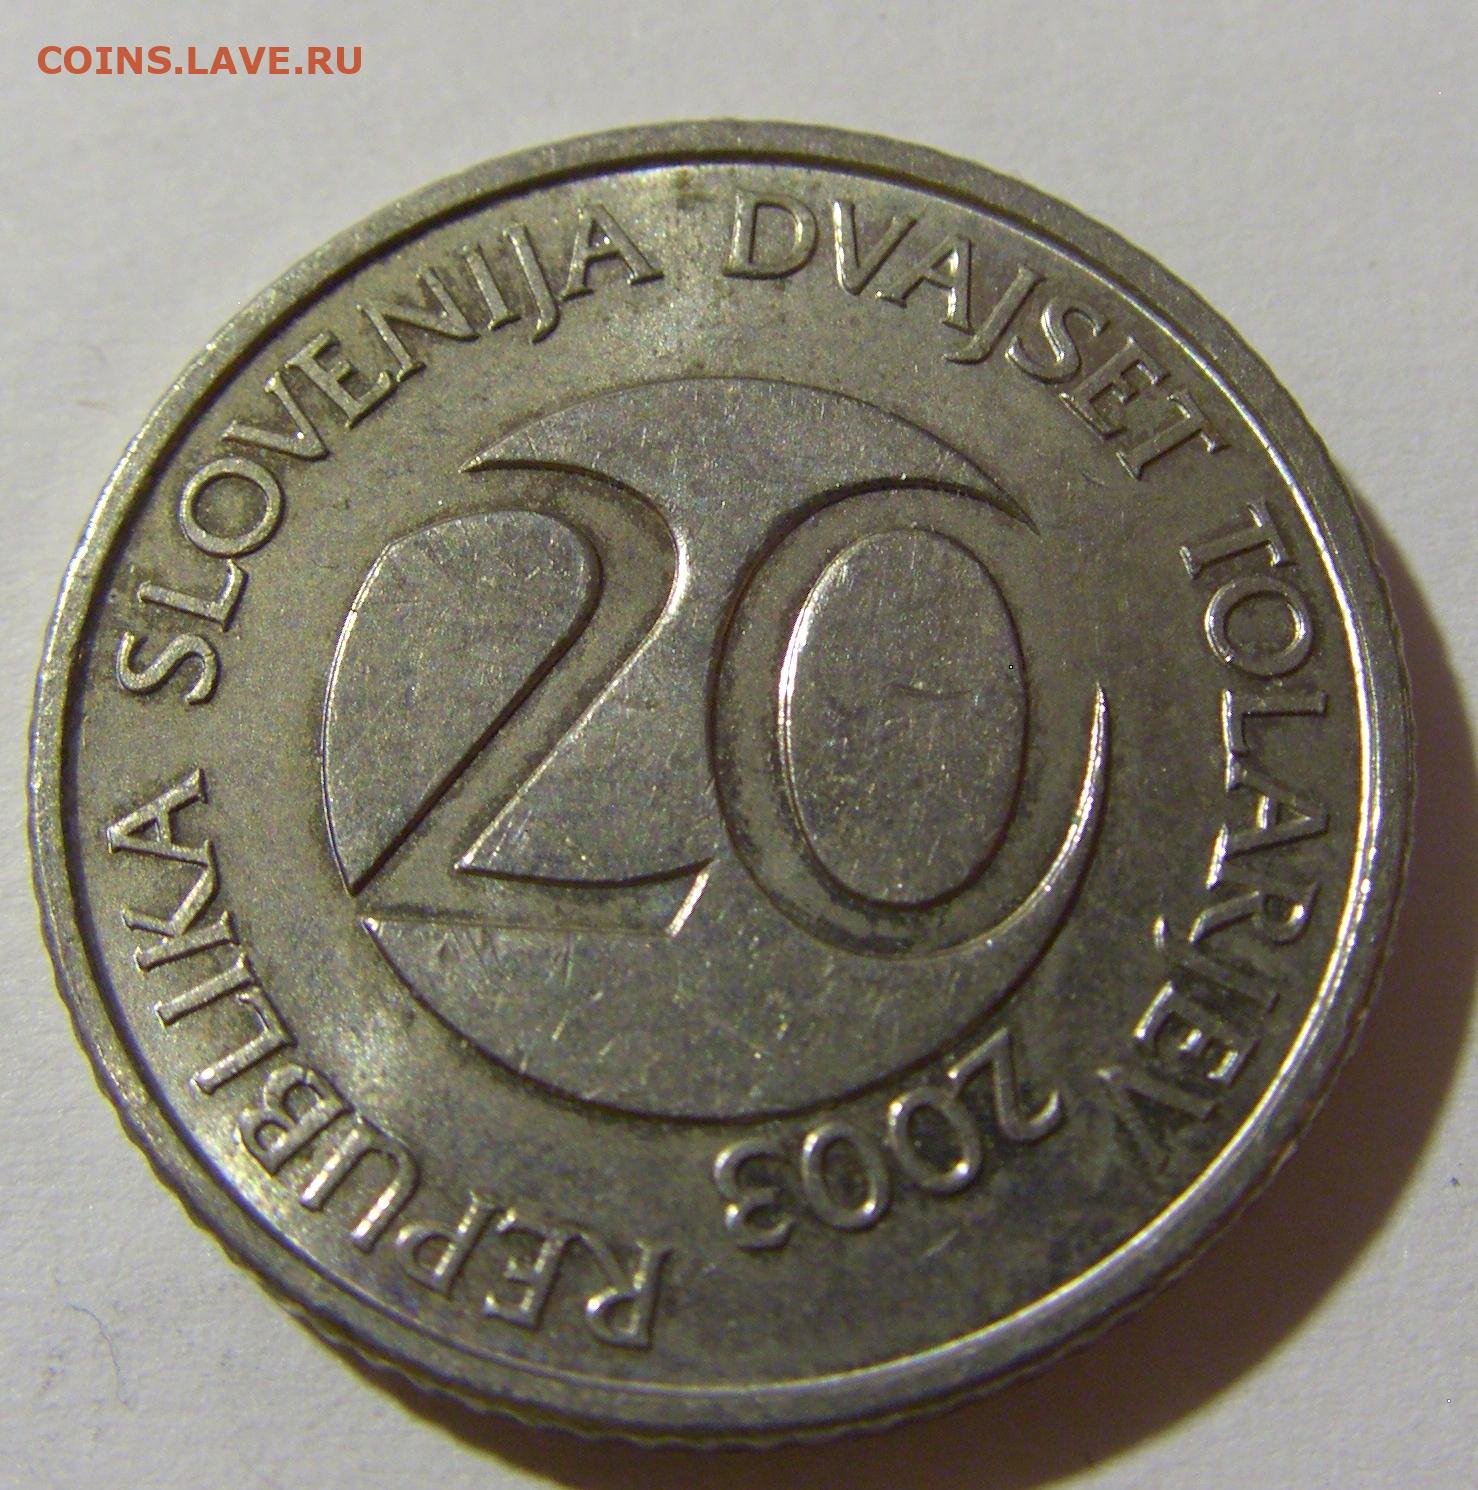 COINS.LAVE.RU
REPUBLIKA SLOVENIJA DVAJSET TOLARJEV
20
2003